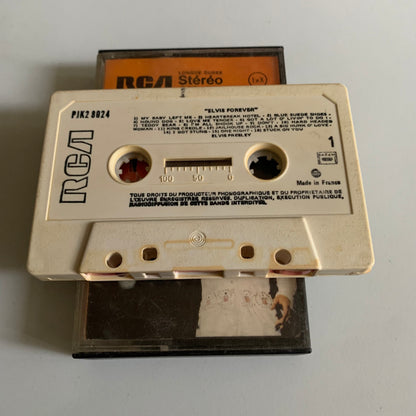 RCA
LONGUE DUREE
Stéréo
PJK2 8024
RCA
"ELVIS FOREVER"
1) MY BABY LEFT ME - 2) HEARTBREAK HOTEL - 3) BLUE SUEDE SHOES -
4) HOUND DOG - 5) LOVE ME TENDER - 6) GOT A LOT O' LIVIN' TO DO -
7) TEDDY BEAR - 8) I'M ALL SHOOK UP - 9) DON'T - 10) HARD HEADED
WOMAN - 11) KING CREOLE - 12) JAILHOUSE ROCK - 13) A BIG HUNK O' LOVE -
14) I GOT STUNG - 15) ONE NIGHT - 16) STUCK ON YOU
ELVIS PRESLEY
1
100 50 0
Made in France
TOUS DROITS DU PRODUCTEUR PHONOGRAPHIQUE ET DU PROPRIETAIRE DE
L'ŒUVRE ENREGISTREE RESERVES, DUPLICATION, EXECUTION PUBLIQUE,
RADIODIFFUSION DE CETTE BANDE INTERDITES.